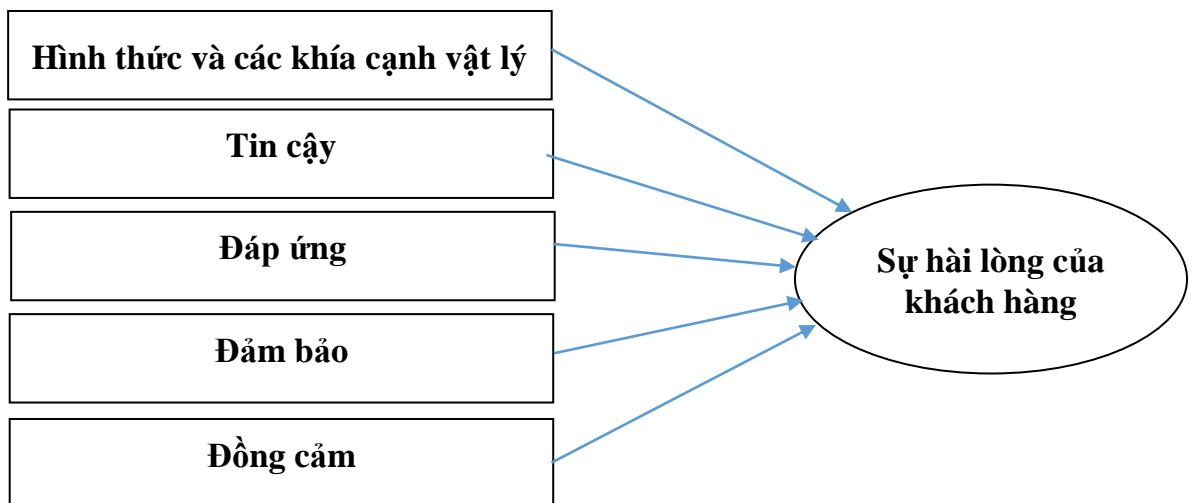 Hình thức và các khía cạnh vật lý
Tin cậy
Đáp ứng
Đảm bảo
Đồng cảm
Sự hài lòng của
khách hàng